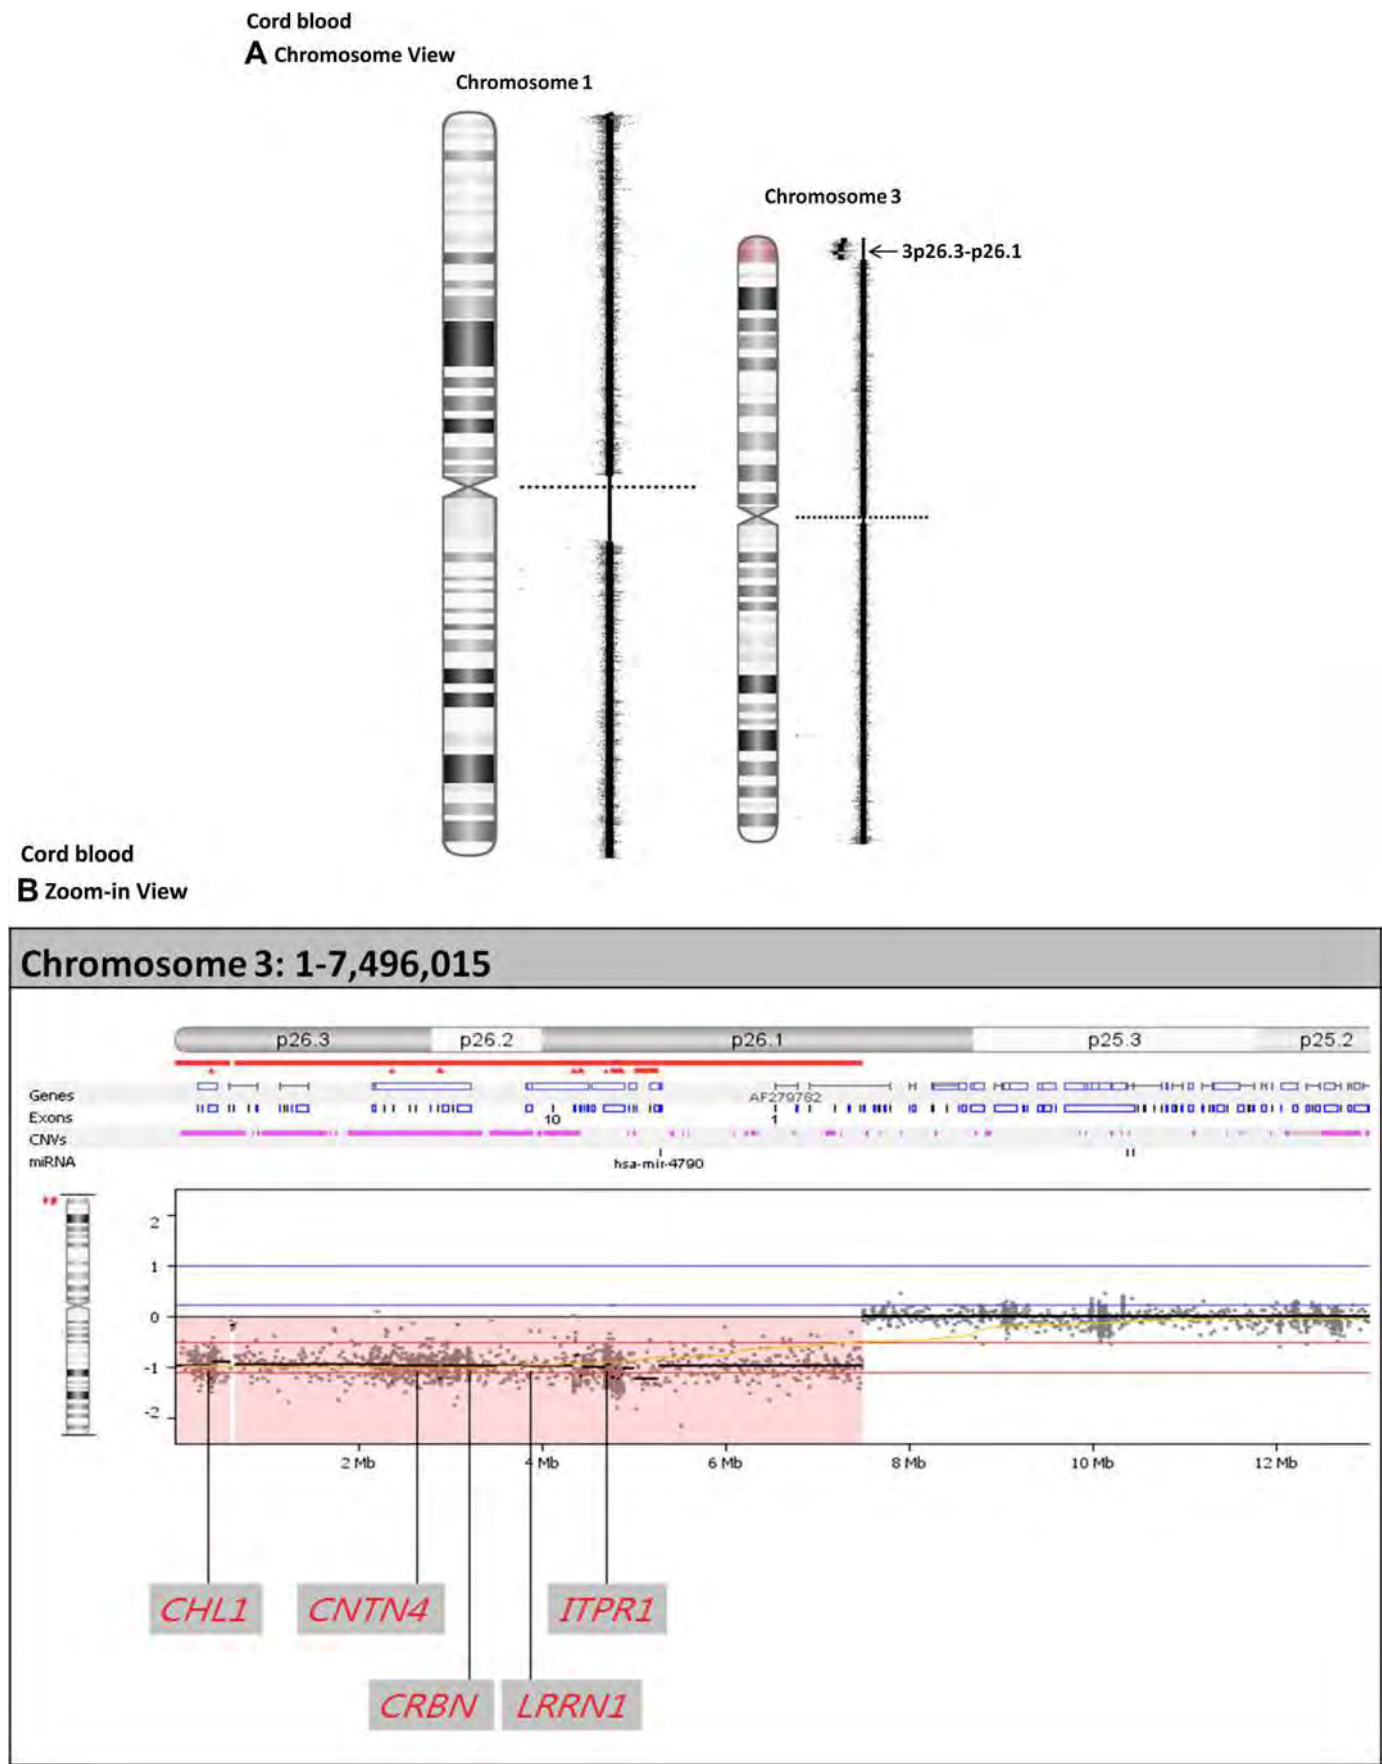 Cord blood
A Chromosome View
Chromosome 1
Chromosome 3
3p26.3-p26.1
Cord blood
B Zoom-in View
Chromosome 3: 1-7,496,015
p26.3 p26.2 p26.1 p25.3 p25.2
Genes
AF279782
Exons
10 1
CNVs
miRNA
hsa-mir-4790
2
1
0
-1
-2
2 Mb 4 Mb 6 Mb 8 Mb 10 Mb 12 Mb
CHL1 CNTN4 ITPR1
CRBN LRRN1